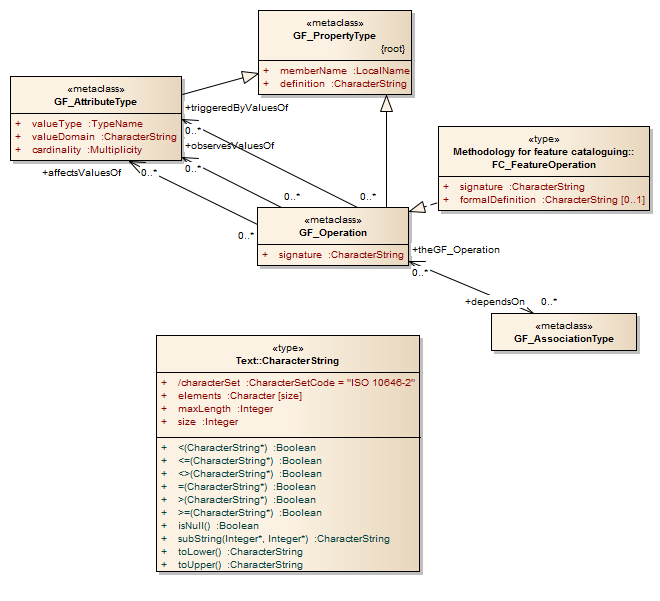 «metaclass»
GF_PropertyType
{root}
+ memberName :LocalName
+ definition :CharacterString
«metaclass»
GF_AttributeType
+ valueType :TypeName
+ valueDomain :CharacterString
+ cardinality :Multiplicity
+triggeredByValuesOf
0..*
+observesValuesOf
0..*
+affectsValuesOf
0..*
0..*
0..*
0..*
«type»
Methodology for feature cataloguing::
FC_FeatureOperation
+ signature :CharacterString
+ formalDefinition :CharacterString [0..1]
«metaclass»
GF_Operation
+ signature :CharacterString
+theGF_Operation
0..*
+dependsOn
0..*
«metaclass»
GF_AssociationType
«type»
Text::CharacterString
+ /characterSet :CharacterSetCode = "ISO 10646-2"
+ elements :Character [size]
+ maxLength :Integer
+ size :Integer
+ <(CharacterString*) :Boolean
+ <=(CharacterString*) :Boolean
+ <>(CharacterString*) :Boolean
+ =(CharacterString*) :Boolean
+ >(CharacterString*) :Boolean
+ >=(CharacterString*) :Boolean
+ isNull() :Boolean
+ subString(Integer*, Integer*) :CharacterString
+ toLower() :CharacterString
+ toUpper() :CharacterString